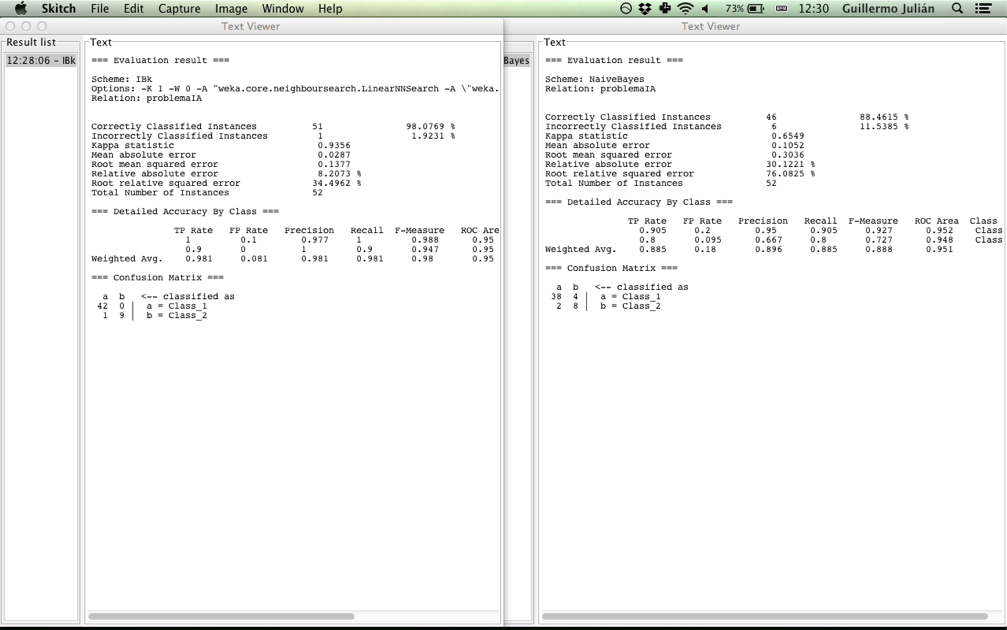 Skitch File Edit Capture Image Window Help 73% 12:30 Guillermo Julián
Text Viewer
Result list
12:28:06 – IBk
Text
=== Evaluation result ===
Scheme: IBk
Options: -K 1 -W 0 -A "weka.core.neighboursearch.LinearNNSearch -A \"weka.
Relation: problemaIA
Correctly Classified Instances 51 98.0769 %
Incorrectly Classified Instances 1 1.9231 %
Kappa statistic 0.9356
Mean absolute error 0.0287
Root mean squared error 0.1377
Relative absolute error 8.2073 %
Root relative squared error 34.4962 %
Total Number of Instances 52
=== Detailed Accuracy By Class ===
TP Rate FP Rate Precision Recall F-Measure ROC Are
1 0.1 0.977 1 0.988 0.95
0.9 0 1 0.9 0.947 0.95
Weighted Avg. 0.981 0.081 0.981 0.981 0.98 0.95
=== Confusion Matrix ===
a b <-- classified as
42 0 | a = Class_1
1 9 | b = Class_2
Text Viewer
Bayes
Text
=== Evaluation result ===
Scheme: NaiveBayes
Relation: problemaIA
Correctly Classified Instances 46 88.4615 %
Incorrectly Classified Instances 6 11.5385 %
Kappa statistic 0.6549
Mean absolute error 0.1052
Root mean squared error 0.3036
Relative absolute error 30.1221 %
Root relative squared error 76.0825 %
Total Number of Instances 52
=== Detailed Accuracy By Class ===
TP Rate FP Rate Precision Recall F-Measure ROC Area Class
0.905 0.2 0.95 0.905 0.927 0.952 Class
0.8 0.095 0.667 0.8 0.727 0.948 Class
Weighted Avg. 0.885 0.18 0.896 0.885 0.888 0.951
=== Confusion Matrix ===
a b <-- classified as
38 4 | a = Class_1
2 8 | b = Class_2